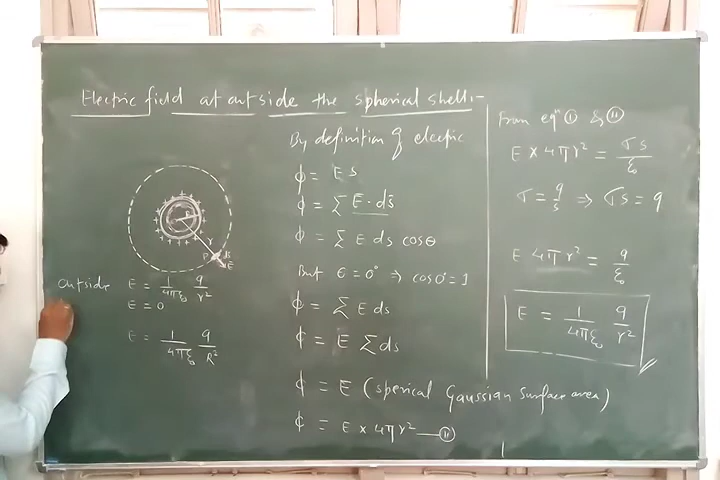 Electric field at outside the spherical shell:-
By definition of electric
ϕ = E s
ϕ = Σ E · ds
ϕ = Σ E ds cosθ
But θ = 0° ⇒ cos 0° = 1
ϕ = Σ E ds
ϕ = E Σ ds
ϕ = E (sperical Gaussian Surface area)
ϕ = E × 4πr² — (II)
R
r
P
E
outside E = 1/4πε₀ q/r²
E = 0
E = 1/4πε₀ q/R²
From eqⁿ (I) & (II)
E × 4πr² = σs/ε₀
σ = q/s ⇒ σs = q
E 4πr² = q/ε₀
E = 1/4πε₀ q/r²